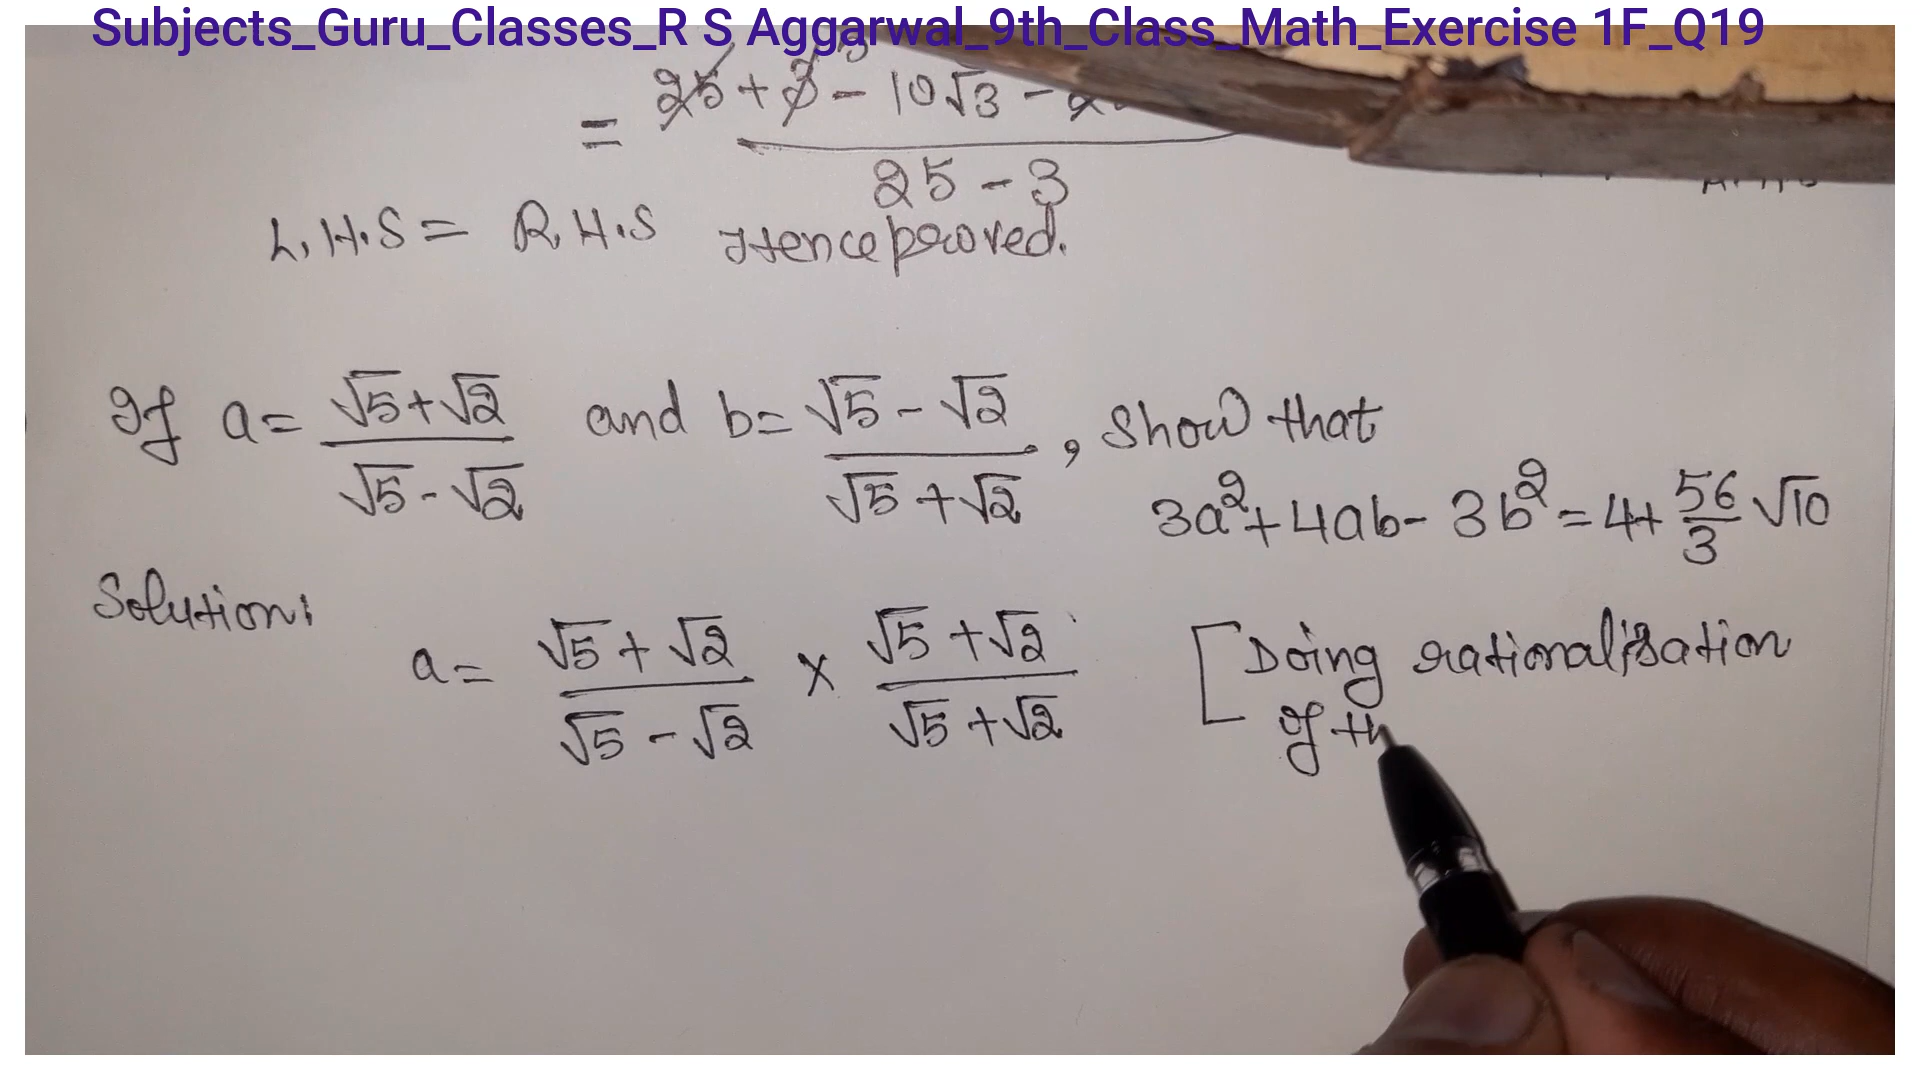 Subjects_Guru_Classes_R S Aggarwal_9th_Class_Math_Exercise 1F_Q19
= 25 + 3 - 10√3 -
25 - 3
L.H.S = R.H.S Hence proved.
If a = √5+√2 / √5-√2 and b = √5-√2 / √5+√2 , Show that
3a²+4ab-3b² = 4+ 56/3 √10
Solution:
a = √5+√2 / √5-√2 × √5+√2 / √5+√2 [Doing rationalisation
of th